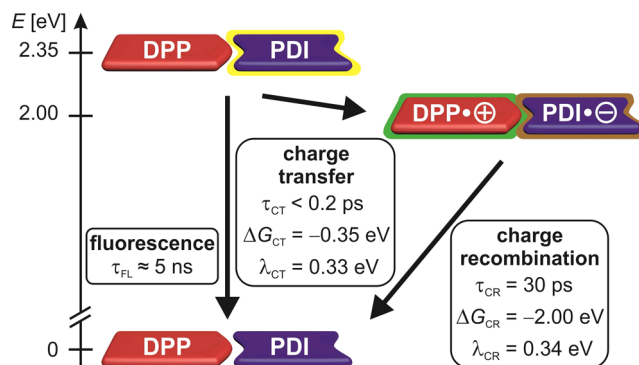 E [eV]
2.35
DPP PDI
2.00
DPP•⊕ PDI•⊖
charge
transfer
τCT < 0.2 ps
ΔGCT = −0.35 eV
λCT = 0.33 eV
fluorescence
τFL ≈ 5 ns
charge
recombination
τCR = 30 ps
ΔGCR = −2.00 eV
λCR = 0.34 eV
0
DPP PDI